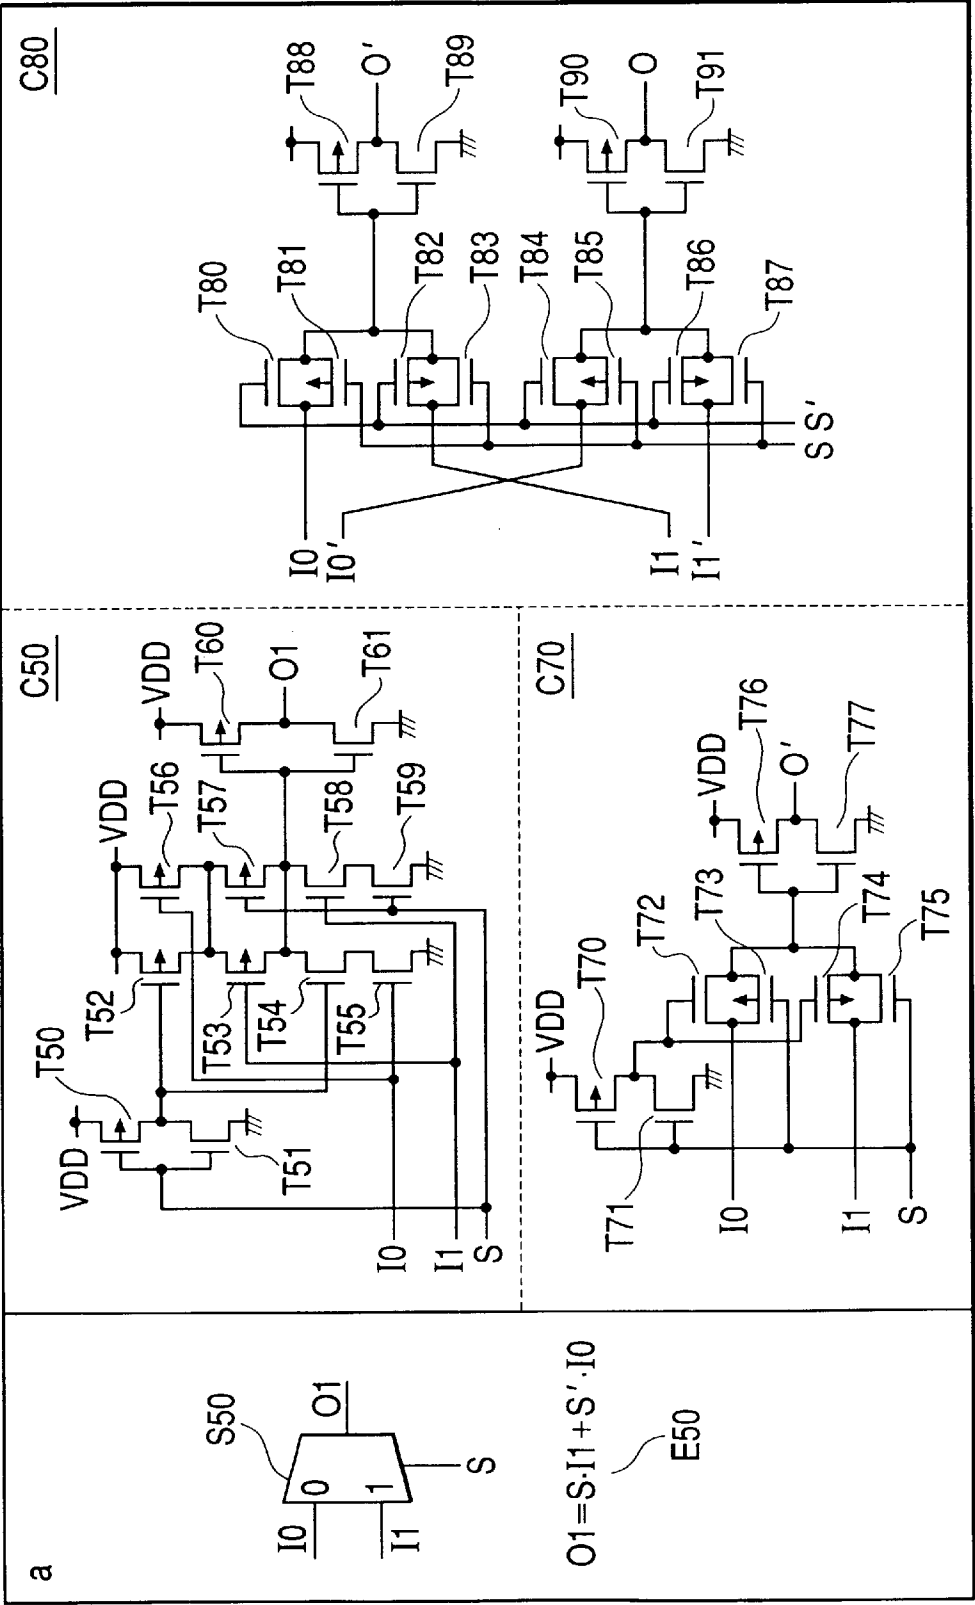 a
S50
I0
0
O1
I1
1
S
O1=S·I1+S'·I0
E50
C50
VDD
T50
T51
VDD
T52
T56
T53
T57
T54
T58
T55
T59
VDD
T60
O1
T61
I0
I1
S
C70
VDD
T70
T71
T72
T73
T74
T75
VDD
T76
O'
T77
I0
I1
S
C80
T80
T81
T82
T83
T84
T85
T86
T87
T88
O'
T89
T90
O
T91
I0
I0'
I1
I1'
S
S'